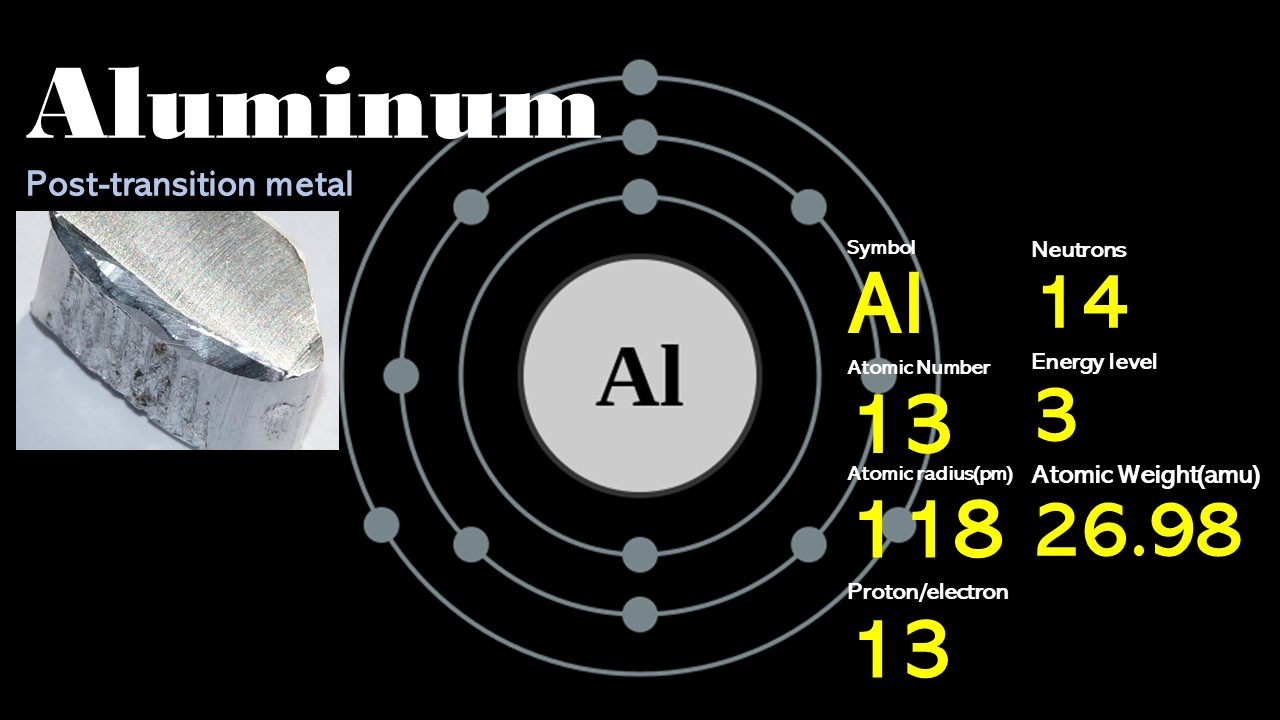 Aluminum
Post-transition metal
Al
Symbol
Al
Neutrons
14
Atomic Number
13
Energy level
3
Atomic radius(pm)
118
Atomic Weight(amu)
26.98
Proton/electron
13